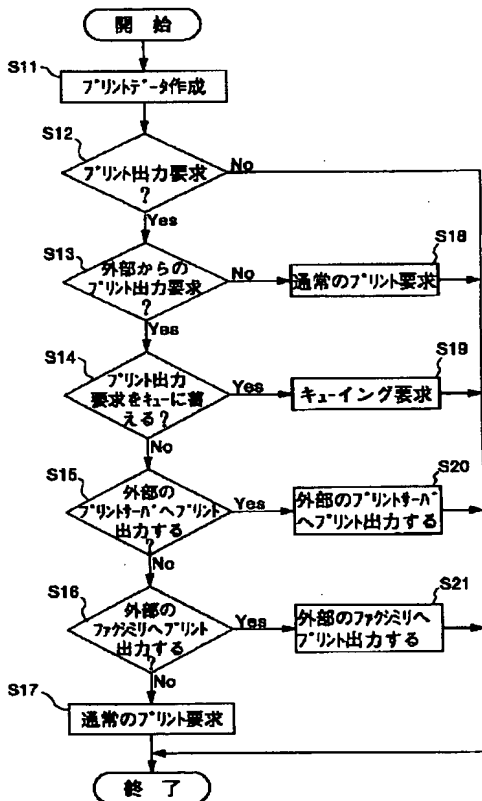 開 始
S11
プリントデータ作成
S12
プリント出力要求
?
No
Yes
S13
外部からの
プリント出力要求
?
No
S18
通常のプリント要求
Yes
S14
プリント出力
要求をキューに蓄
える?
Yes
S19
キューイング要求
No
S15
外部の
プリントサーバへプリント
出力する
?
Yes
S20
外部のプリントサーバ
へプリント出力する
No
S16
外部の
ファクシミリへプリント
出力する
?
Yes
S21
外部のファクシミリへ
プリント出力する
No
S17
通常のプリント要求
終 了